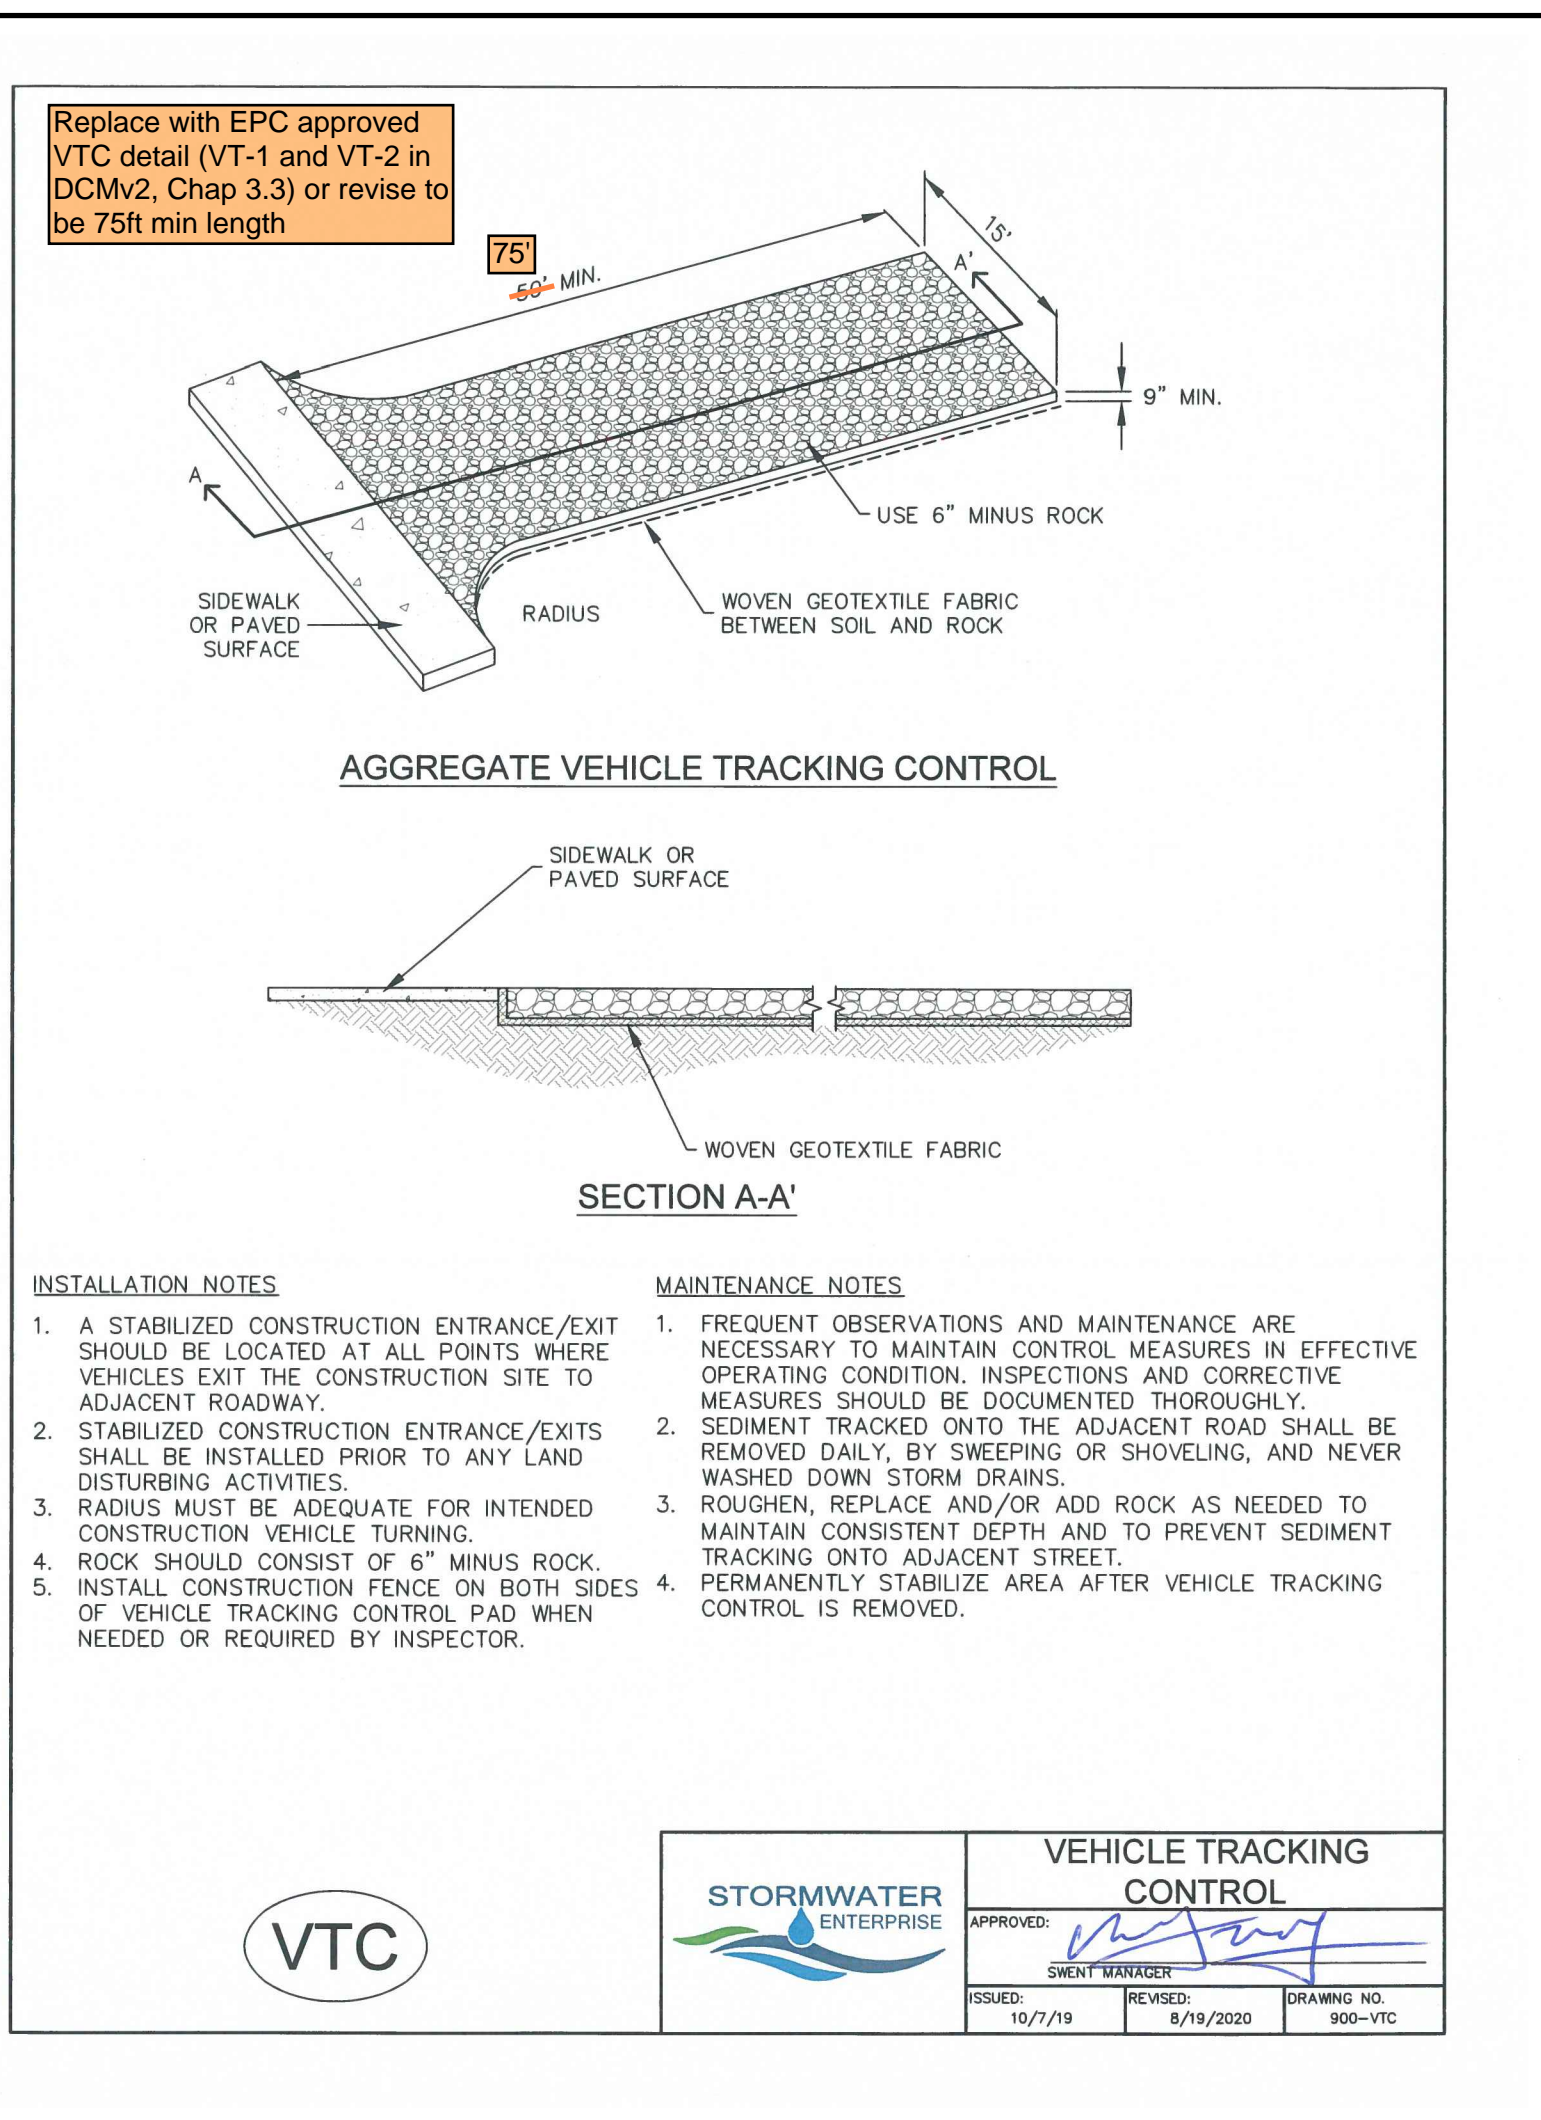 Replace with EPC approved
VTC detail (VT-1 and VT-2 in
DCMv2, Chap 3.3) or revise to
be 75ft min length
75'
50' MIN.
15'
A'
9" MIN.
A
USE 6" MINUS ROCK
SIDEWALK
OR PAVED
SURFACE
RADIUS
WOVEN GEOTEXTILE FABRIC
BETWEEN SOIL AND ROCK
AGGREGATE VEHICLE TRACKING CONTROL
SIDEWALK OR
PAVED SURFACE
WOVEN GEOTEXTILE FABRIC
SECTION A-A'
INSTALLATION NOTES
1. A STABILIZED CONSTRUCTION ENTRANCE/EXIT
SHOULD BE LOCATED AT ALL POINTS WHERE
VEHICLES EXIT THE CONSTRUCTION SITE TO
ADJACENT ROADWAY.
2. STABILIZED CONSTRUCTION ENTRANCE/EXITS
SHALL BE INSTALLED PRIOR TO ANY LAND
DISTURBING ACTIVITIES.
3. RADIUS MUST BE ADEQUATE FOR INTENDED
CONSTRUCTION VEHICLE TURNING.
4. ROCK SHOULD CONSIST OF 6" MINUS ROCK.
5. INSTALL CONSTRUCTION FENCE ON BOTH SIDES
OF VEHICLE TRACKING CONTROL PAD WHEN
NEEDED OR REQUIRED BY INSPECTOR.
MAINTENANCE NOTES
1. FREQUENT OBSERVATIONS AND MAINTENANCE ARE
NECESSARY TO MAINTAIN CONTROL MEASURES IN EFFECTIVE
OPERATING CONDITION. INSPECTIONS AND CORRECTIVE
MEASURES SHOULD BE DOCUMENTED THOROUGHLY.
2. SEDIMENT TRACKED ONTO THE ADJACENT ROAD SHALL BE
REMOVED DAILY, BY SWEEPING OR SHOVELING, AND NEVER
WASHED DOWN STORM DRAINS.
3. ROUGHEN, REPLACE AND/OR ADD ROCK AS NEEDED TO
MAINTAIN CONSISTENT DEPTH AND TO PREVENT SEDIMENT
TRACKING ONTO ADJACENT STREET.
4. PERMANENTLY STABILIZE AREA AFTER VEHICLE TRACKING
CONTROL IS REMOVED.
VTC
STORMWATER
ENTERPRISE
VEHICLE TRACKING
CONTROL
APPROVED:
SWENT MANAGER
ISSUED:
10/7/19
REVISED:
8/19/2020
DRAWING NO.
900-VTC